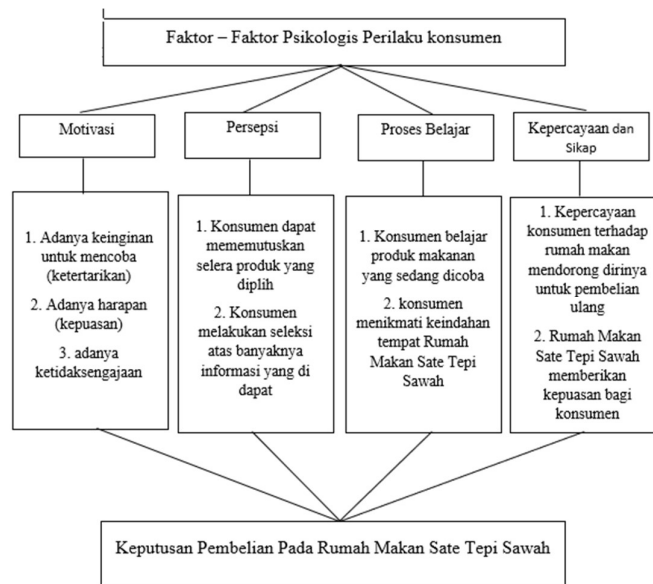 Faktor – Faktor Psikologis Perilaku konsumen
Motivasi
Persepsi
Proses Belajar
Kepercayaan dan
Sikap
1. Adanya keinginan
untuk mencoba
(ketertarikan)
2. Adanya harapan
(kepuasan)
3. adanya
ketidaksengajaan
1. Konsumen dapat
mememutuskan
selera produk yang
diplih
2. Konsumen
melakukan seleksi
atas banyaknya
informasi yang di
dapat
1. Konsumen belajar
produk makanan
yang sedang dicoba
2. konsumen
menikmati keindahan
tempat Rumah
Makan Sate Tepi
Sawah
1. Kepercayaan
konsumen terhadap
rumah makan
mendorong dirinya
untuk pembelian
ulang
2. Rumah Makan
Sate Tepi Sawah
memberikan
kepuasan bagi
konsumen
Keputusan Pembelian Pada Rumah Makan Sate Tepi Sawah